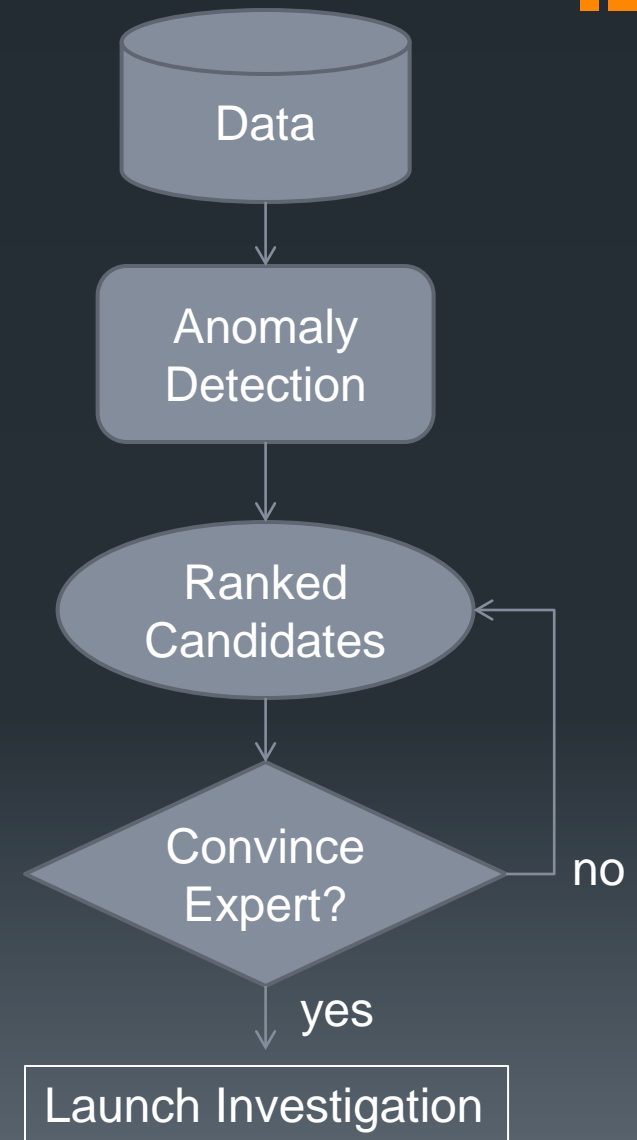 Data
Anomaly
Detection
Ranked
Candidates
Convince
Expert?
no
yes
Launch Investigation